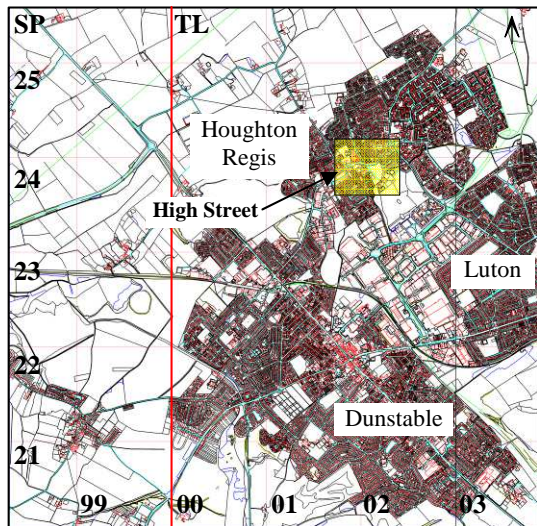 SP TL
25
Houghton
Regis
24
High Street
23
Luton
22
Dunstable
21
99 00 01 02 03